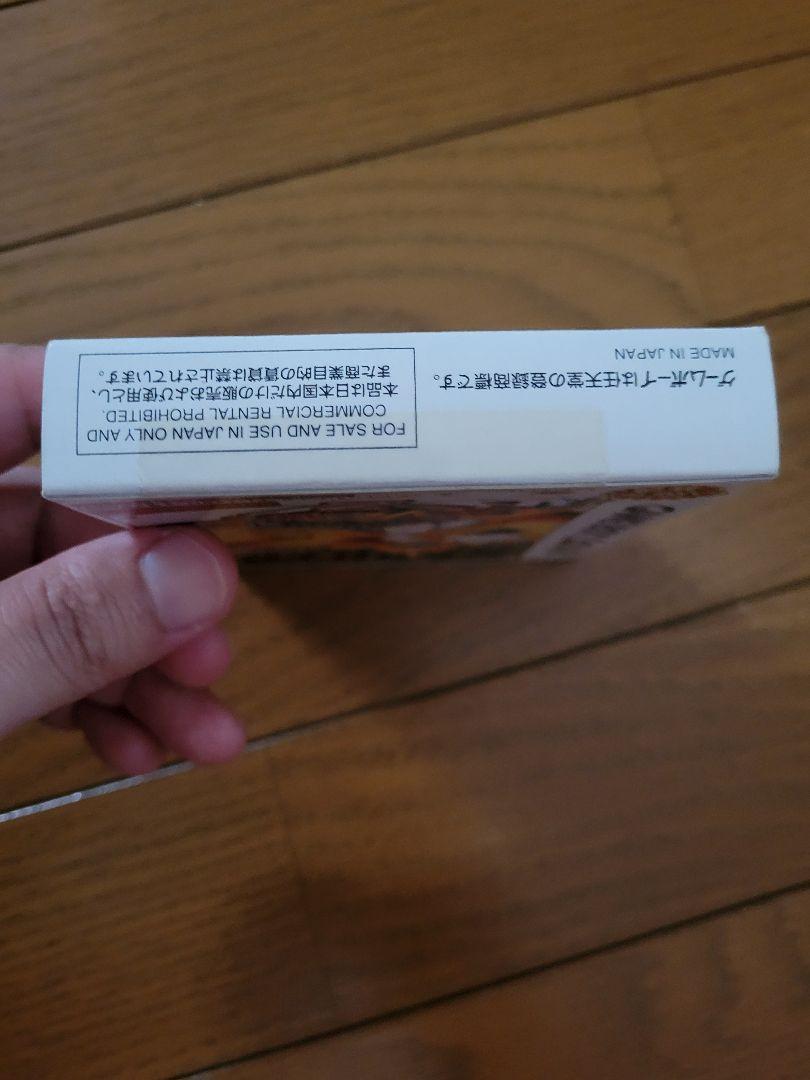 ゲームボーイは任天堂の登録商標です。
MADE IN JAPAN
FOR SALE AND USE IN JAPAN ONLY AND
COMMERCIAL RENTAL PROHIBITED.
本品は日本国内だけの販売および使用とし、
また商業目的の賃貸は禁止されています。